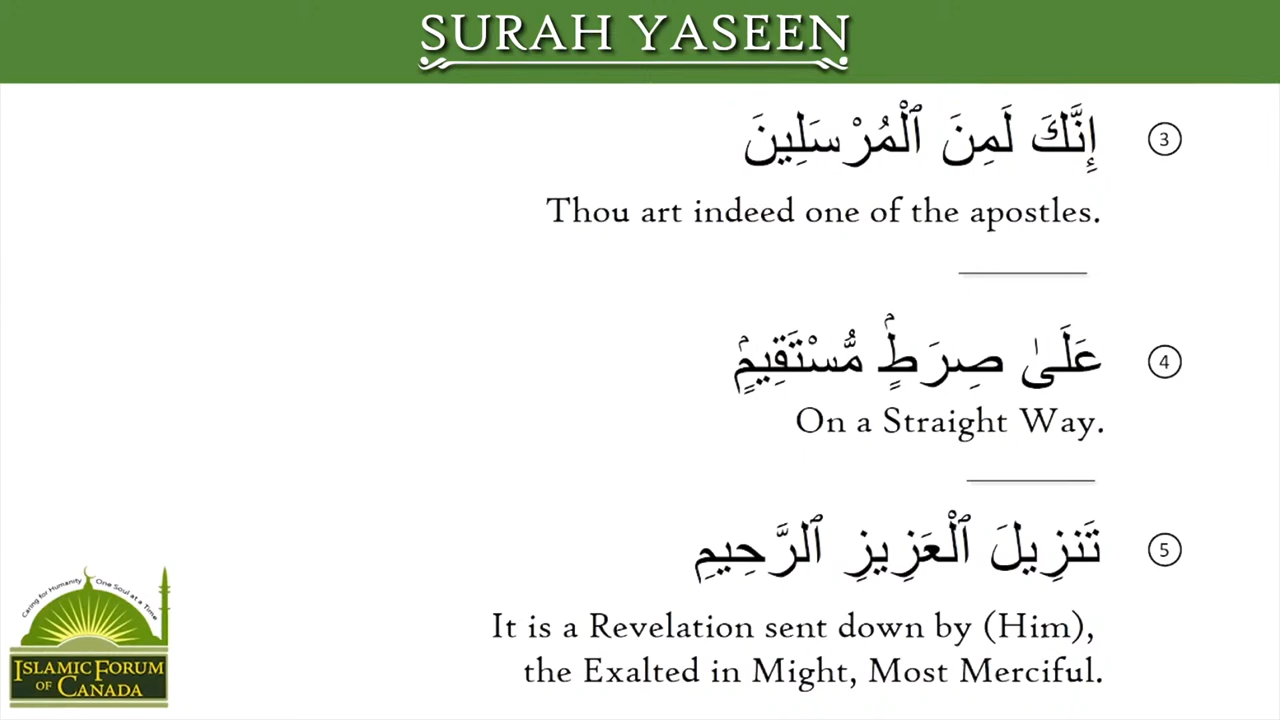 SURAH YASEEN
إِنَّكَ لَمِنَ ٱلْمُرْسَلِينَ ③
Thou art indeed one of the apostles.
عَلَىٰ صِرَطٍۢ مُّسْتَقِيمٍۢ ④
On a Straight Way.
تَنزِيلَ ٱلْعَزِيزِ ٱلرَّحِيمِ ⑤
It is a Revelation sent down by (Him),
the Exalted in Might, Most Merciful.
Caring for Humanity One Soul at a Time
ISLAMIC FORUM
OF CANADA